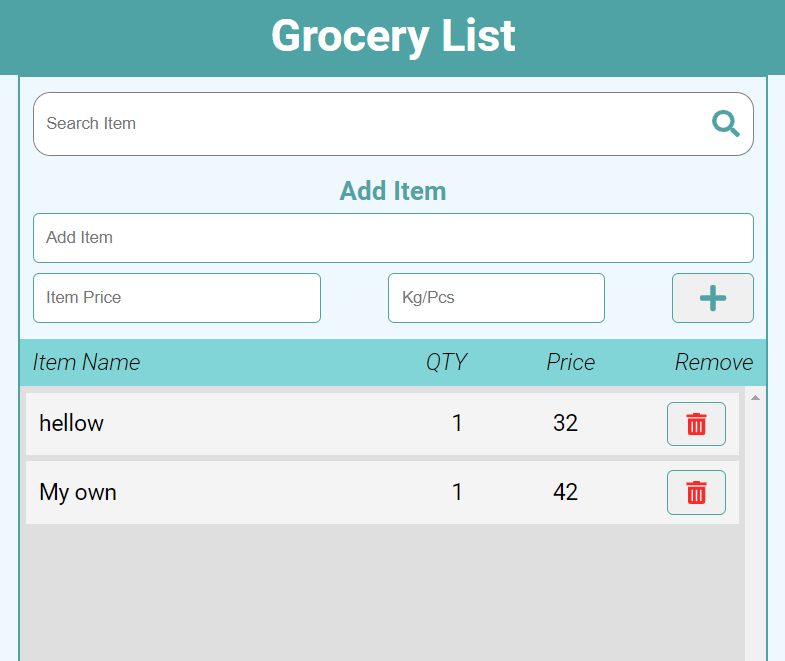 Grocery List
Search Item
Add Item
Add Item
Item Price Kg/Pcs
Item Name QTY Price Remove
hellow 1 32
My own 1 42